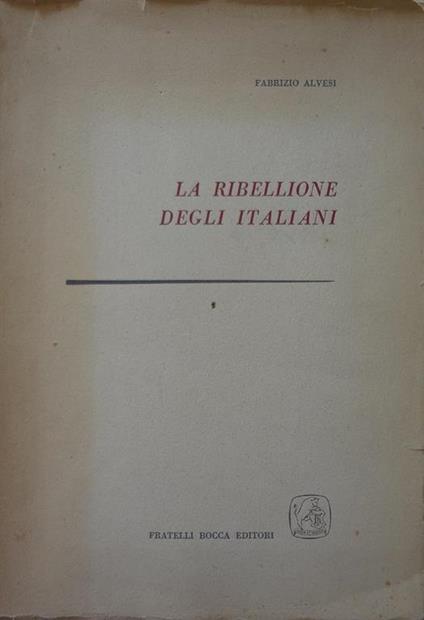 FABRIZIO ALVESI
LA RIBELLIONE
DEGLI ITALIANI
FRATELLI BOCCA EDITORI